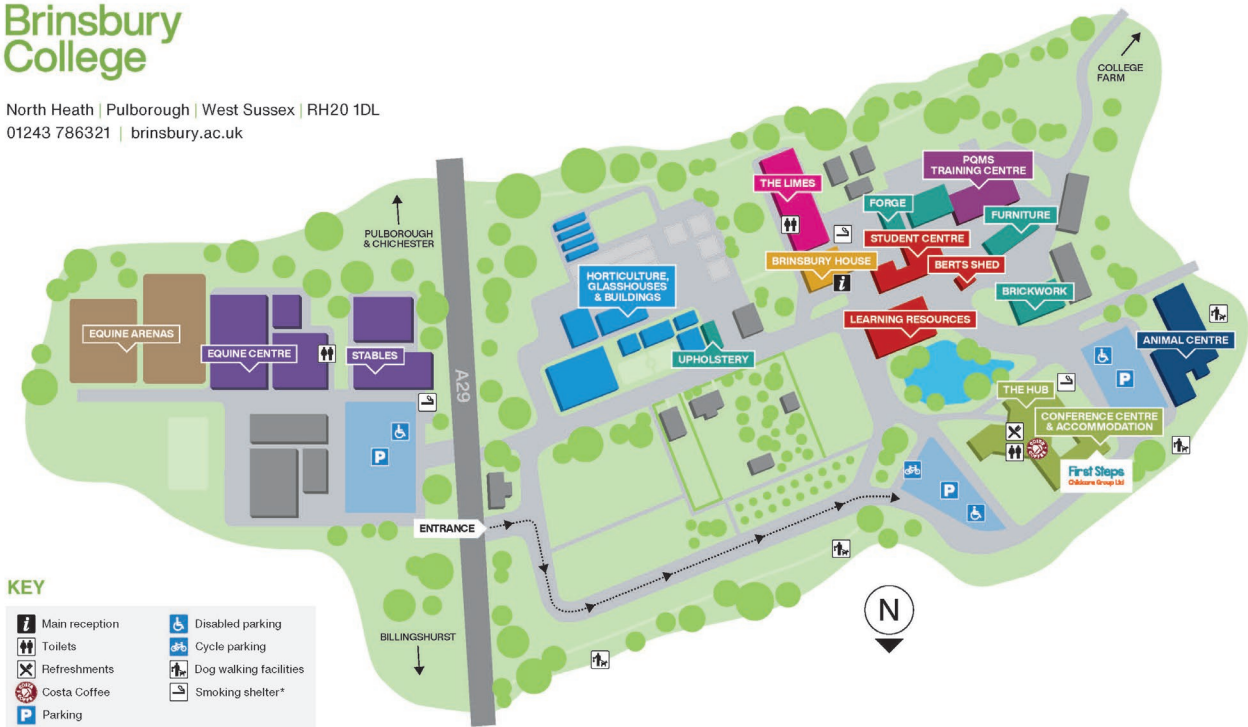 Brinsbury
College
North Heath | Pulborough | West Sussex | RH20 1DL
01243 786321 | brinsbury.ac.uk
COLLEGE
FARM
PULBOROUGH
& CHICHESTER
THE LIMES
PQMS
TRAINING CENTRE
FORGE
FURNITURE
STUDENT CENTRE
BRINSBURY HOUSE
i
BERTS SHED
BRICKWORK
HORTICULTURE,
GLASSHOUSES
& BUILDINGS
LEARNING RESOURCES
EQUINE ARENAS
EQUINE CENTRE
STABLES
UPHOLSTERY
ANIMAL CENTRE
A29
P
THE HUB
CONFERENCE CENTRE
& ACCOMMODATION
First Steps
Childcare Group Ltd
P
P
ENTRANCE
N
BILLINGSHURST
KEY
i Main reception
Toilets
Refreshments
Costa Coffee
P Parking
Disabled parking
Cycle parking
Dog walking facilities
Smoking shelter*